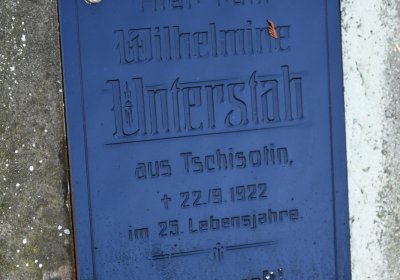 Wilhelmine
Unterstab
aus Tschisotin,
† 22./9. 1922
im 25. Lebensjahre.